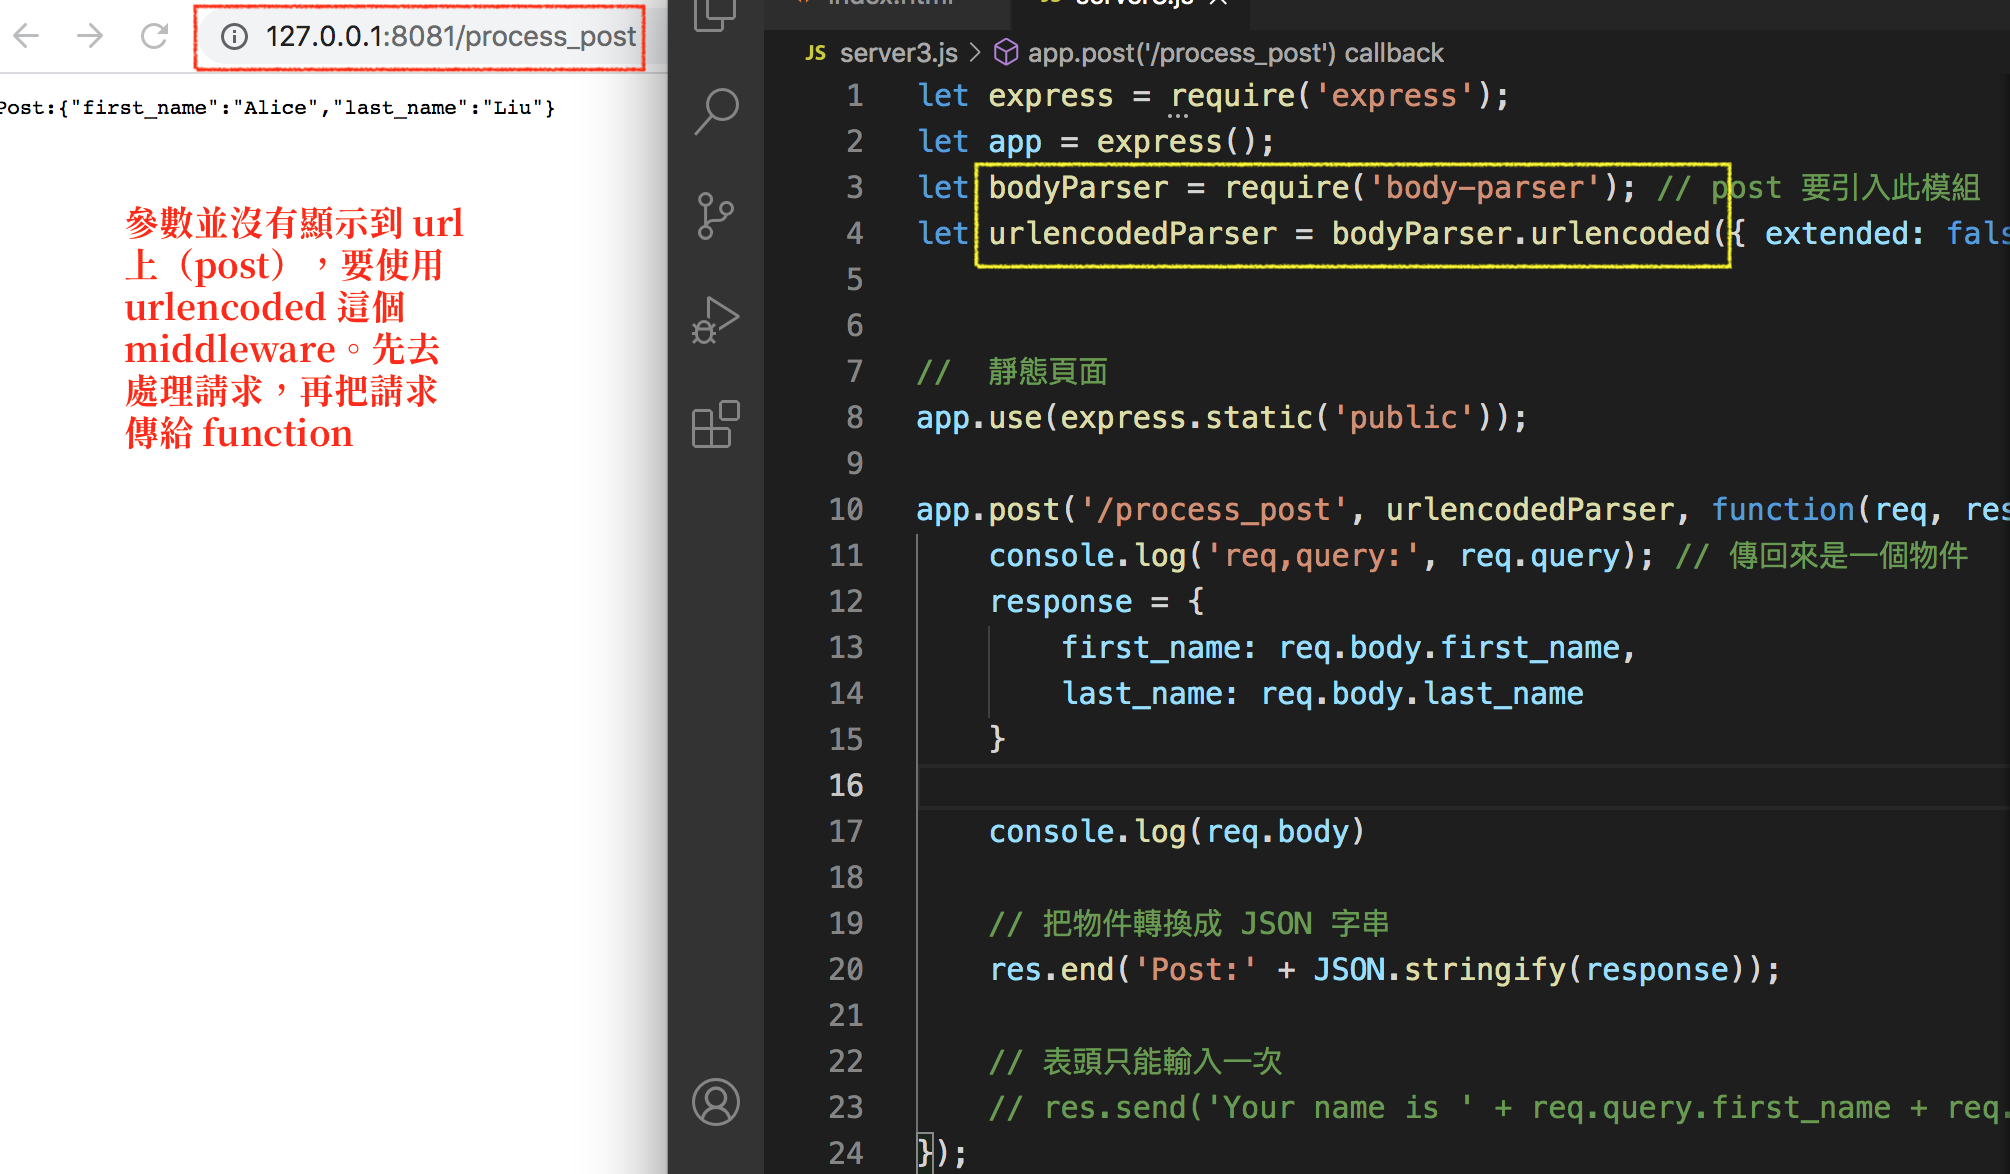 127.0.0.1:8081/process_post
Post:{"first_name":"Alice","last_name":"Liu"}
參數並沒有顯示到 url
上（post），要使用
urlencoded 這個
middleware。先去
處理請求，再把請求
傳給 function
index.html
server3.js
JS server3.js > app.post('/process_post') callback
1 let express = require('express');
2 let app = express();
3 let bodyParser = require('body-parser'); // post 要引入此模組
4 let urlencodedParser = bodyParser.urlencoded({ extended: fals
5
6
7 //  靜態頁面
8 app.use(express.static('public'));
9
10 app.post('/process_post', urlencodedParser, function(req, res
11 console.log('req,query:', req.query); // 傳回來是一個物件
12 response = {
13 first_name: req.body.first_name,
14 last_name: req.body.last_name
15 }
16
17 console.log(req.body)
18
19 // 把物件轉換成 JSON 字串
20 res.end('Post:' + JSON.stringify(response));
21
22 // 表頭只能輸入一次
23 // res.send('Your name is ' + req.query.first_name + req.
24 });